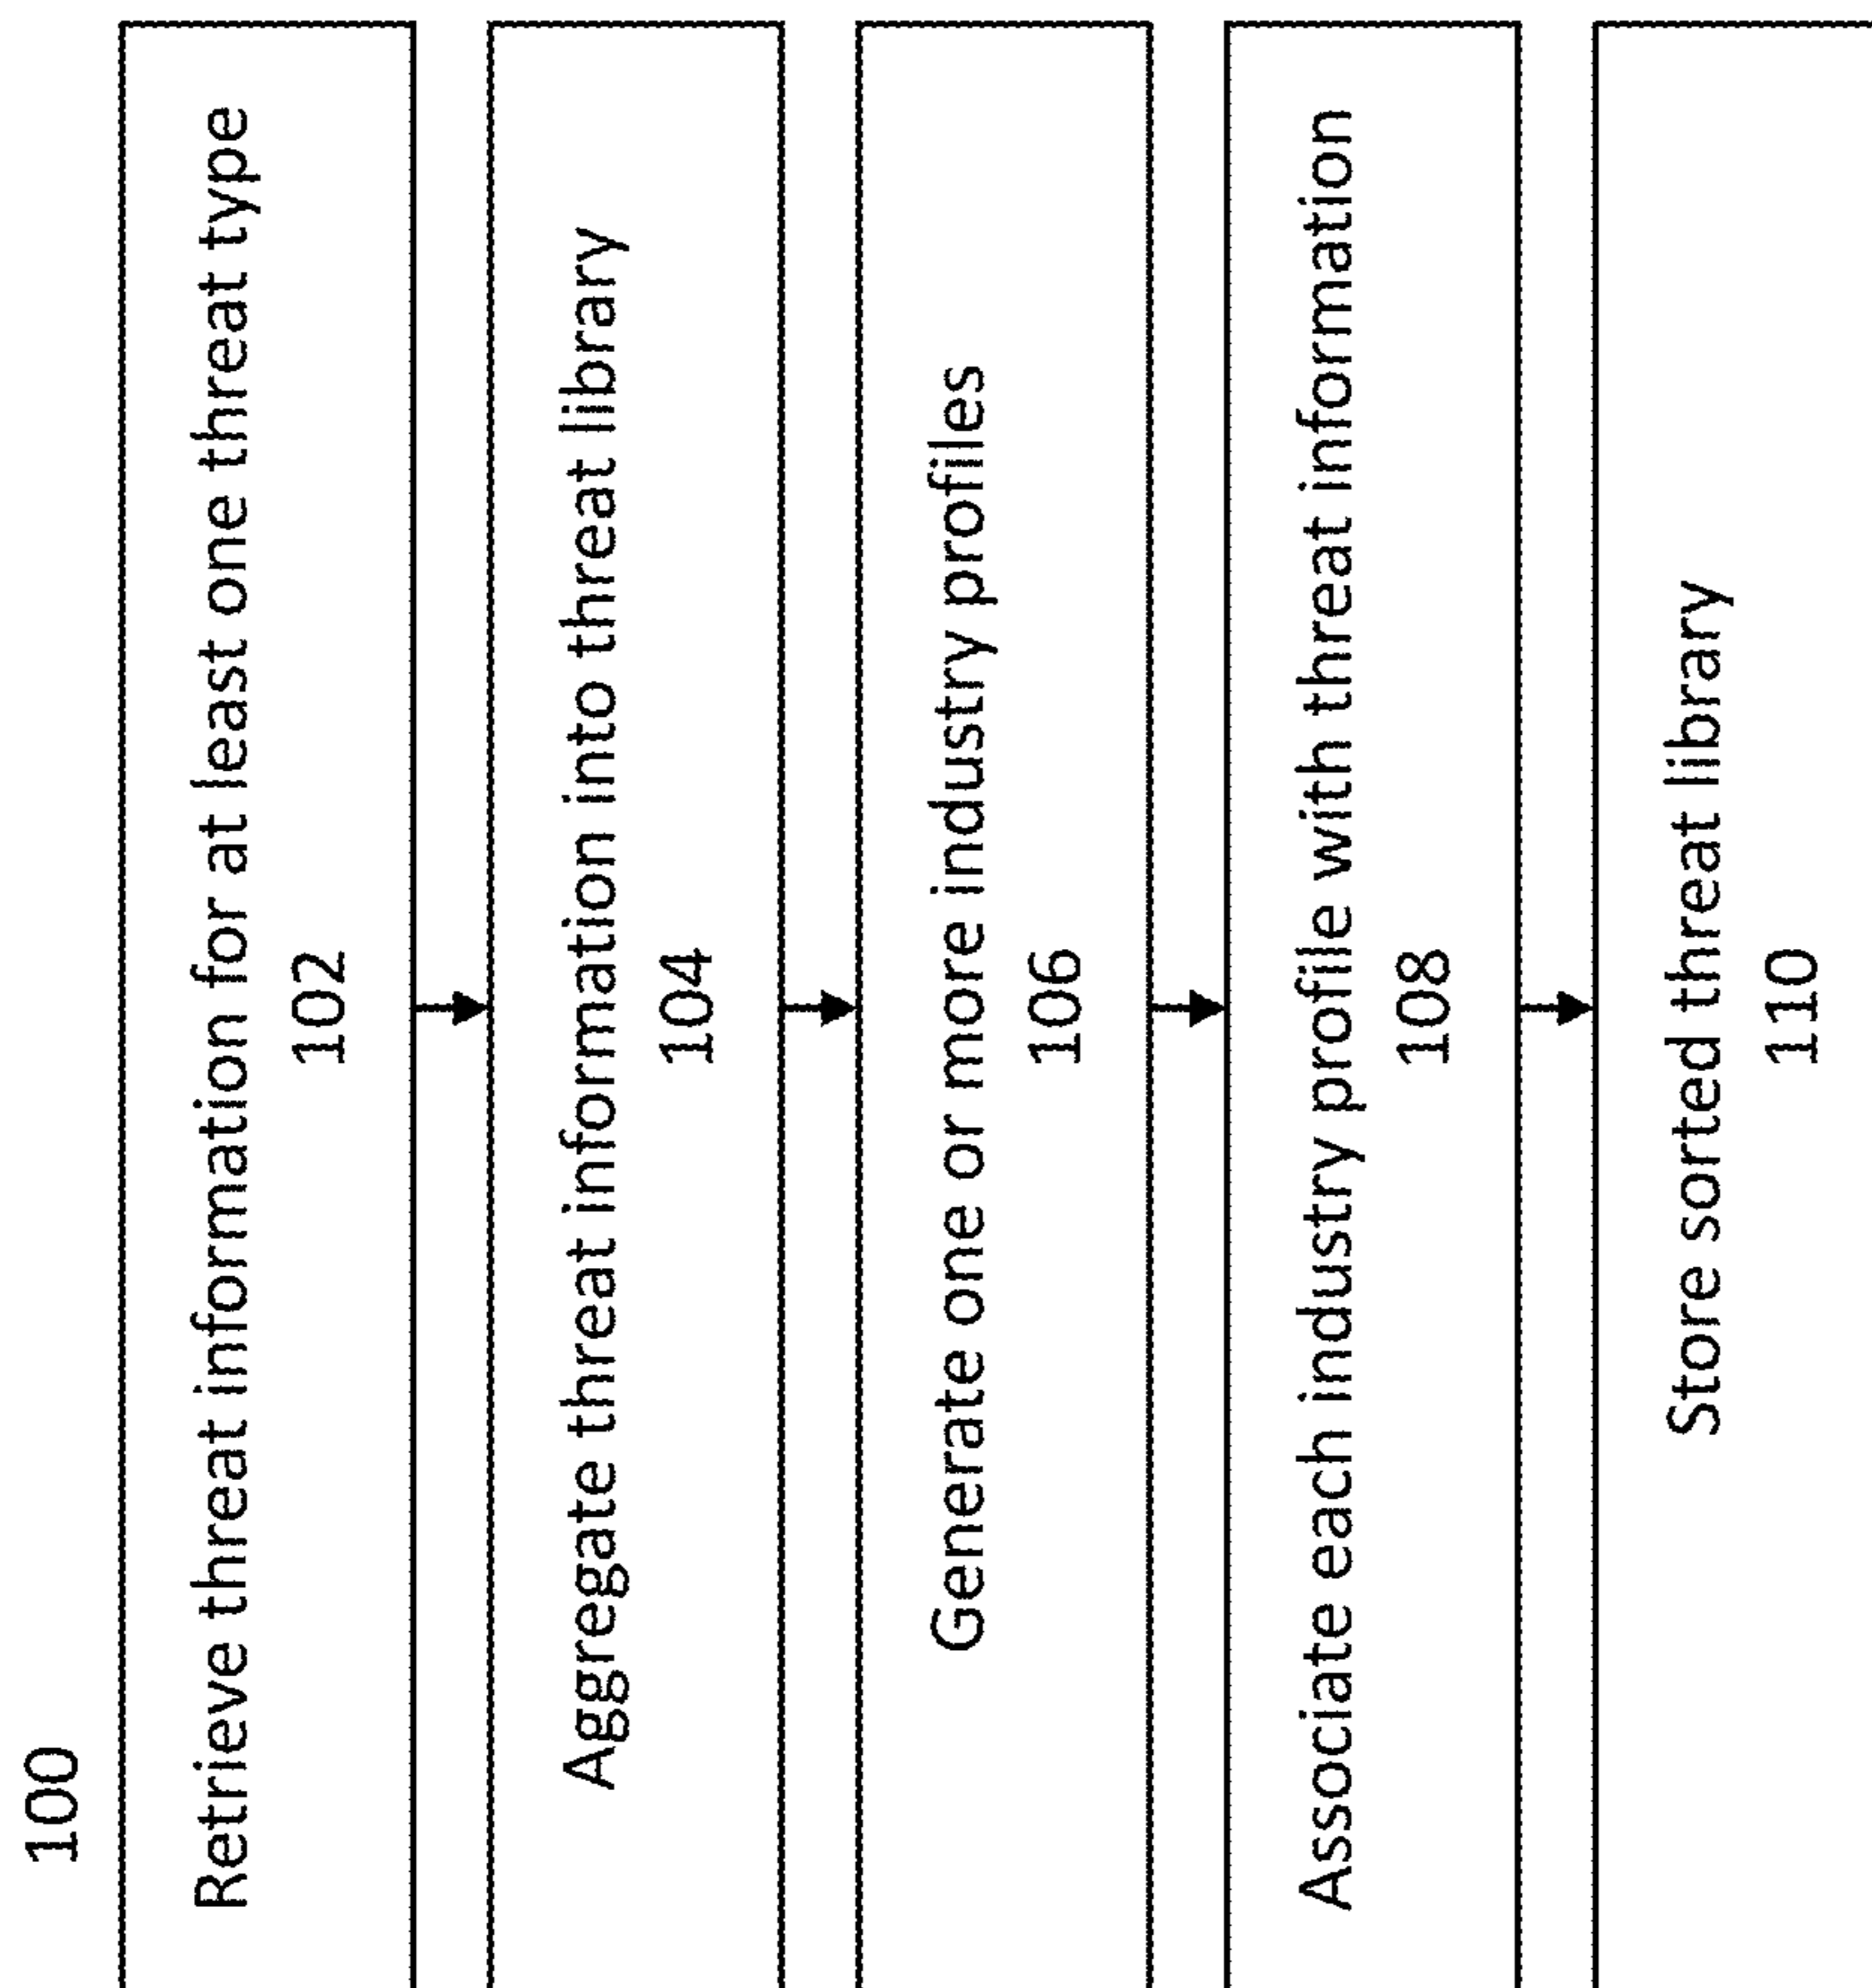 100
Retrieve threat information for at least one threat type
102
Aggregate threat information into threat library
104
Generate one or more industry profiles
106
Associate each industry profile with threat information
108
Store sorted threat library
110